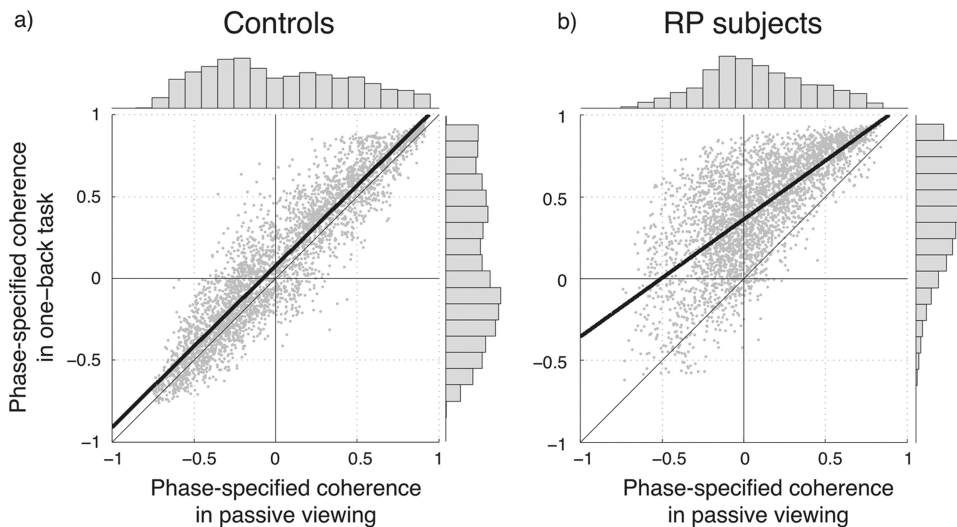 a)
Controls
b)
RP subjects
Phase-specified coherence
in one-back task
1
0.5
0
−0.5
−1
−1
−0.5
0
0.5
1
Phase-specified coherence
in passive viewing
1
0.5
0
−0.5
−1
−1
−0.5
0
0.5
1
Phase-specified coherence
in passive viewing